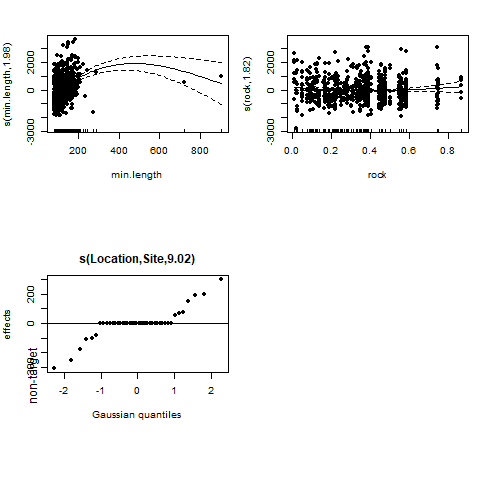 s(min.length,1.98)
2000
0
-3000
200
400
600
800
min.length
s(rock,1.82)
2000
0
-3000
0.0
0.2
0.4
0.6
0.8
rock
s(Location,Site,9.02)
effects
non-target
200
0
-2
-1
0
1
2
Gaussian quantiles